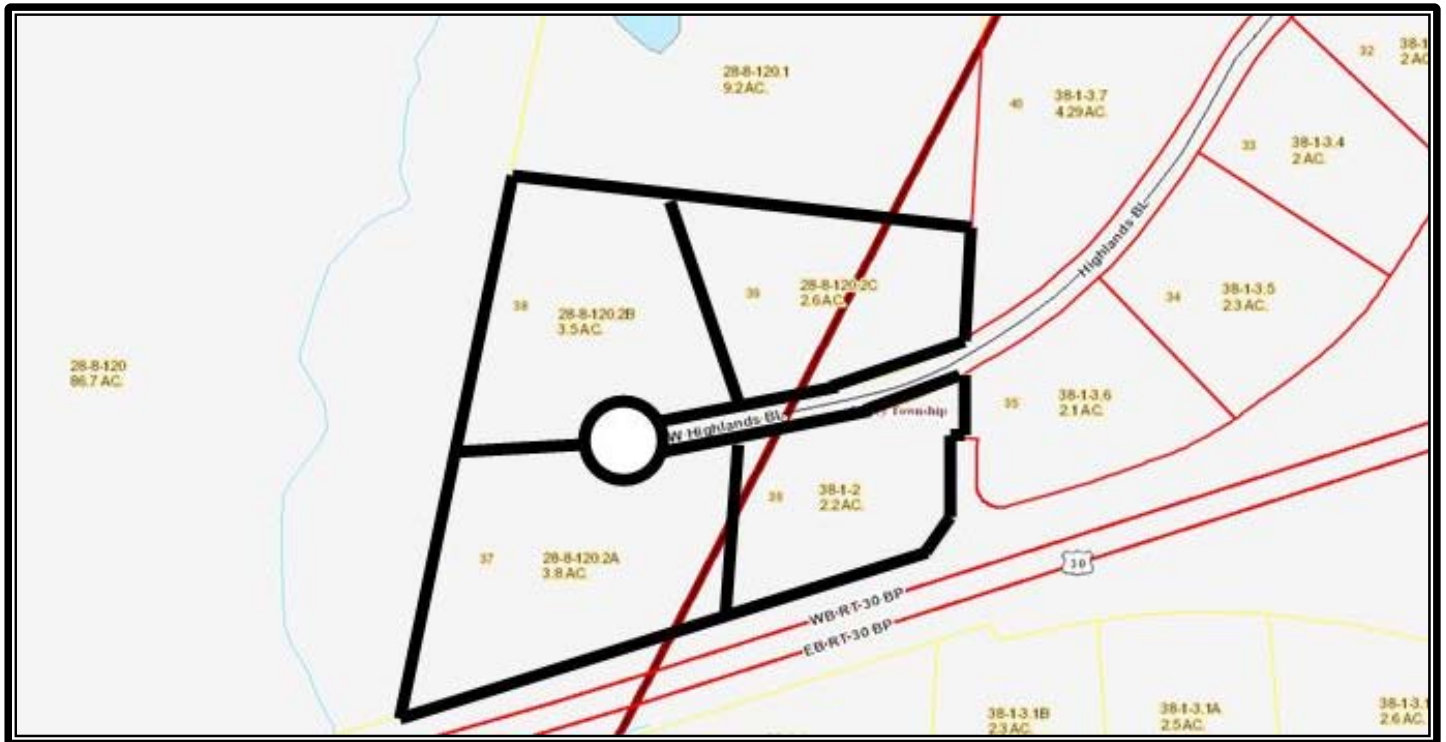 28-8-120.1
9.2 AC.
40
38-1-3.7
4.29 AC.
32
2 AC
33
38-1-3.4
2 AC.
Highlands BL
38
28-8-120.2B
3.5 AC.
39
28-8-120.2C
2.6 AC.
34
38-1-3.5
2.3 AC.
28-8-120
86.7 AC.
W Highlands BL
Township
35
38-1-3.6
2.1 AC.
38-1-2
2.2 AC.
37
28-8-120.2A
3.8 AC.
30
WB-RT-30 BP
EB-RT-30 BP
38-1-3.1B
2.3 AC.
38-1-3.1A
2.5 AC.
38-1-3.1
2.6 AC.